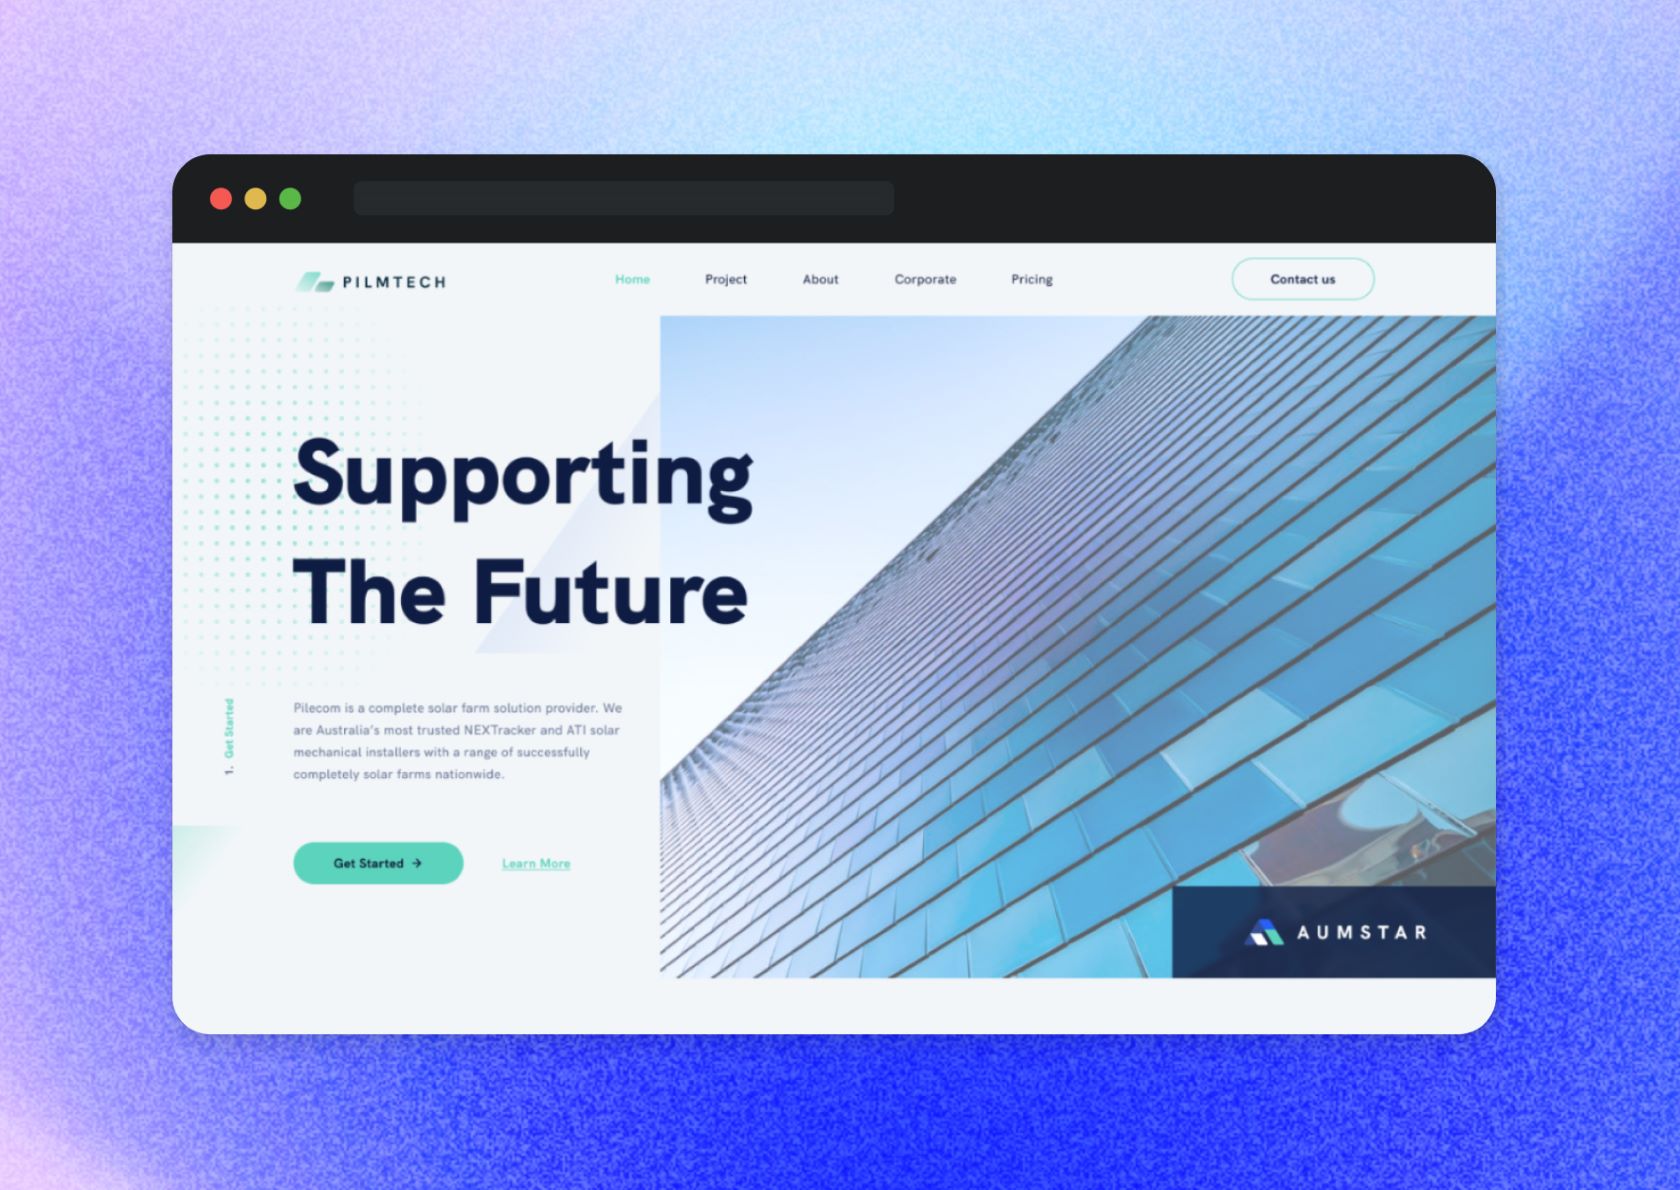 PILMTECH
Home
Project
About
Corporate
Pricing
Contact us
Supporting
The Future
Pilecom is a complete solar farm solution provider. We
are Australia's most trusted NEXTracker and ATI solar
mechanical installers with a range of successfully
completely solar farms nationwide.
1. Get Started
Get Started →
Learn More
AUMSTAR